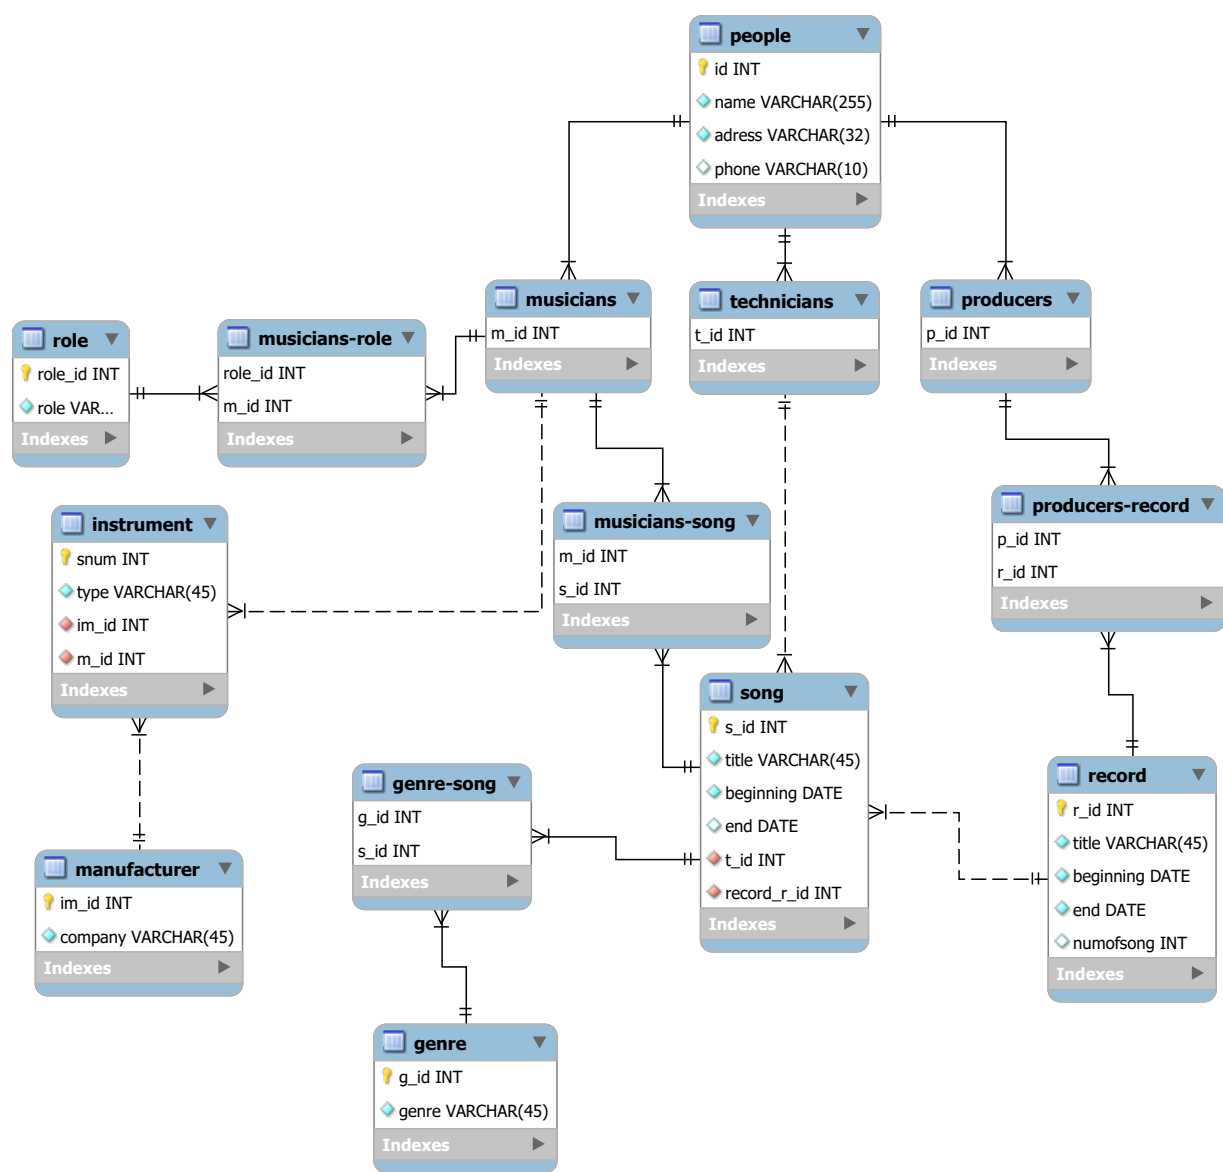 people
id INT
name VARCHAR(255)
adress VARCHAR(32)
phone VARCHAR(10)
Indexes
musicians
m_id INT
Indexes
technicians
t_id INT
Indexes
producers
p_id INT
Indexes
role
role_id INT
role VAR...
Indexes
musicians-role
role_id INT
m_id INT
Indexes
instrument
snum INT
type VARCHAR(45)
im_id INT
m_id INT
Indexes
musicians-song
m_id INT
s_id INT
Indexes
producers-record
p_id INT
r_id INT
Indexes
song
s_id INT
title VARCHAR(45)
beginning DATE
end DATE
t_id INT
record_r_id INT
Indexes
record
r_id INT
title VARCHAR(45)
beginning DATE
end DATE
numofsong INT
Indexes
genre-song
g_id INT
s_id INT
Indexes
manufacturer
im_id INT
company VARCHAR(45)
Indexes
genre
g_id INT
genre VARCHAR(45)
Indexes